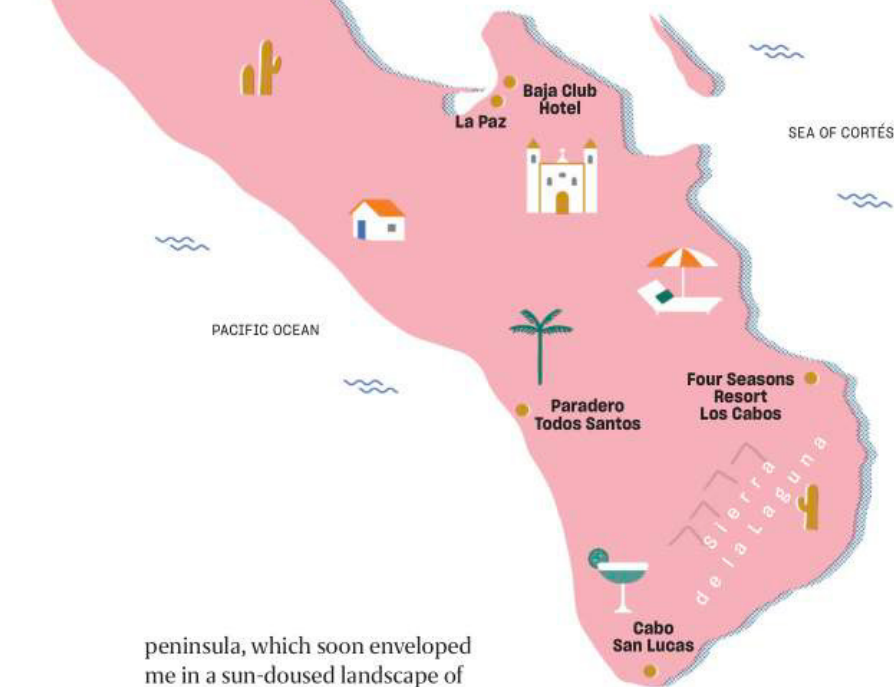 Baja Club
Hotel
La Paz
SEA OF CORTÉS
PACIFIC OCEAN
Four Seasons
Resort
Los Cabos
Paradero
Todos Santos
Sierra
de la Laguna
Cabo
San Lucas
peninsula, which soon enveloped
me in a sun-doused landscape of